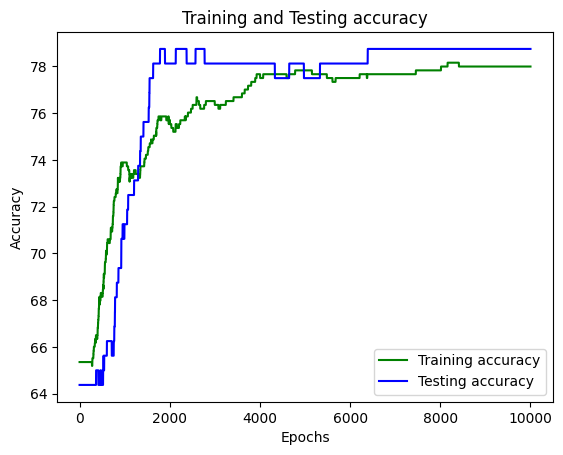 Training and Testing accuracy
Accuracy
78
76
74
72
70
68
66
64
0
2000
4000
6000
8000
10000
Epochs
Training accuracy
Testing accuracy